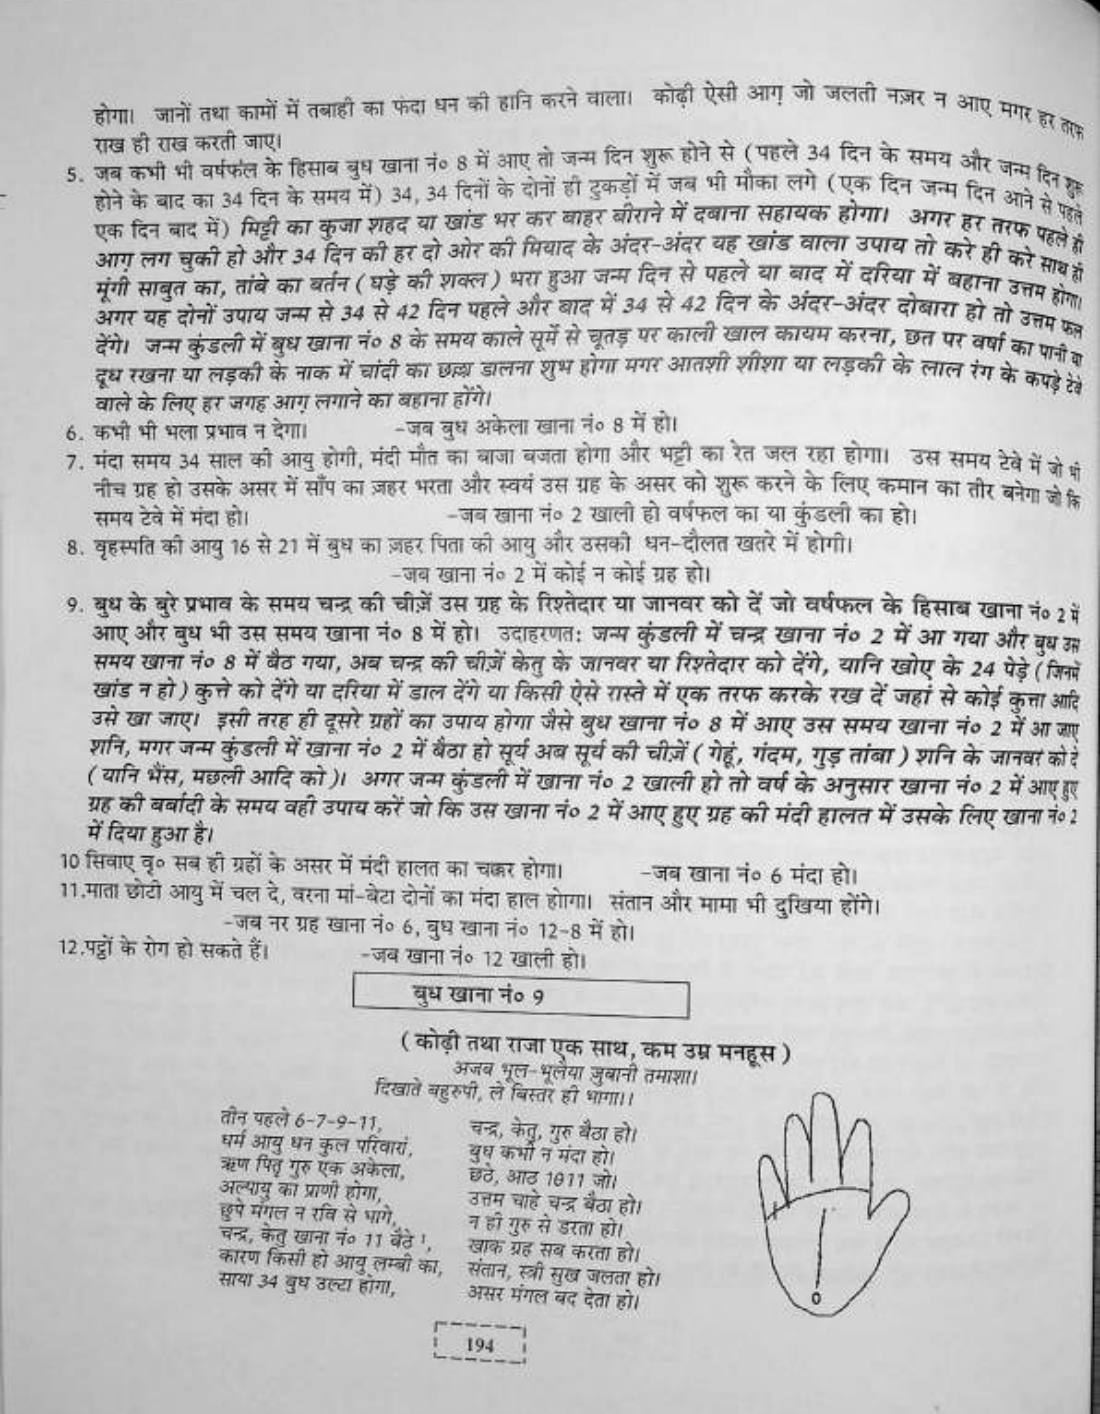 होगा। जानों तथा कामों में तबाही का फंदा धन की हानि करने वाला। कोढ़ी ऐसी आग जो जलती नज़र न आए मगर हर तरफ
राख ही राख करती जाए।
5. जब कभी भी वर्षफल के हिसाब बुध खाना नं० 8 में आए तो जन्म दिन शुरू होने से (पहले 34 दिन के समय और जन्म दिन शुरू
होने के बाद का 34 दिन के समय में) 34, 34 दिनों के दोनों ही टुकड़ों में जब भी मौका लगे (एक दिन जन्म दिन आने से पहले
एक दिन बाद में) मिट्टी का कुजा शहद या खांड भर कर बाहर वीराने में दबाना सहायक होगा। अगर हर तरफ पहले ही
आग लग चुकी हो और 34 दिन की हर दो ओर की मियाद के अंदर-अंदर यह खांड वाला उपाय तो करे ही करे साथ ही
मूंगी साबुत का, तांबे का बर्तन (घड़े की शक्ल) भरा हुआ जन्म दिन से पहले या बाद में दरिया में बहाना उत्तम होगा।
अगर यह दोनों उपाय जन्म से 34 से 42 दिन पहले और बाद में 34 से 42 दिन के अंदर-अंदर दोबारा हो तो उत्तम फल
देंगे। जन्म कुंडली में बुध खाना नं० 8 के समय काले सूर्मे से चूतड़ पर काली खाल कायम करना, छत पर वर्षा का पानी या
दूध रखना या लड़की के नाक में चांदी का छल्ला डालना शुभ होगा मगर आतशी शीशा या लड़की के लाल रंग के कपड़े टेवे
वाले के लिए हर जगह आग लगाने का बहाना होंगे।
6. कभी भी भला प्रभाव न देगा। -जब बुध अकेला खाना नं० 8 में हो।
7. मंदा समय 34 साल की आयु होगी, मंदी मौत का बाजा बजता होगा और भट्टी का रेत जल रहा होगा। उस समय टेवे में जो भी
नीच ग्रह हो उसके असर में साँप का ज़हर भरता और स्वयं उस ग्रह के असर को शुरू करने के लिए कमान का तीर बनेगा जो कि
समय टेवे में मंदा हो। -जब खाना नं० 2 खाली हो वर्षफल का या कुंडली का हो।
8. वृहस्पति की आयु 16 से 21 में बुध का ज़हर पिता की आयु और उसकी धन-दौलत खतरे में होगी।
-जब खाना नं० 2 में कोई न कोई ग्रह हो।
9. बुध के बुरे प्रभाव के समय चन्द्र की चीज़ें उस ग्रह के रिश्तेदार या जानवर को दें जो वर्षफल के हिसाब खाना नं० 2 में
आए और बुध भी उस समय खाना नं० 8 में हो। उदाहरणत: जन्म कुंडली में चन्द्र खाना नं० 2 में आ गया और बुध उस
समय खाना नं० 8 में बैठ गया, अब चन्द्र की चीज़ें केतु के जानवर या रिश्तेदार को देंगे, यानि खोए के 24 पेड़े (जिनमें
खांड न हो) कुत्ते को देंगे या दरिया में डाल देंगे या किसी ऐसे रास्ते में एक तरफ करके रख दें जहां से कोई कुत्ता आदि
उसे खा जाए। इसी तरह ही दूसरे ग्रहों का उपाय होगा जैसे बुध खाना नं० 8 में आए उस समय खाना नं० 2 में आ जाए
शनि, मगर जन्म कुंडली में खाना नं० 2 में बैठा हो सूर्य अब सूर्य की चीज़ें (गेहूं, गंदम, गुड़ तांबा) शनि के जानवर को दे
(यानि भैंस, मछली आदि को)। अगर जन्म कुंडली में खाना नं० 2 खाली हो तो वर्ष के अनुसार खाना नं० 2 में आए हुए
ग्रह की बर्बादी के समय वही उपाय करें जो कि उस खाना नं० 2 में आए हुए ग्रह की मंदी हालत में उसके लिए खाना नं० 2
में दिया हुआ है।
10 सिवाए वृ० सब ही ग्रहों के असर में मंदी हालत का चक्कर होगा। -जब खाना नं० 6 मंदा हो।
11.माता छोटी आयु में चल दे, वरना मां-बेटा दोनों का मंदा हाल होगा। संतान और मामा भी दुखिया होंगे।
-जब नर ग्रह खाना नं० 6, बुध खाना नं० 12-8 में हो।
12.पट्ठों के रोग हो सकते हैं। -जब खाना नं० 12 खाली हो।
बुध खाना नं० 9
(कोढ़ी तथा राजा एक साथ, कम उम्र मनहूस)
अजब भूल-भूलैया ज़ुबानी तमाशा।
दिखाते बहुरुपी, ले बिस्तर ही भागा।।
तीन पहले 6-7-9-11, चन्द्र, केतु, गुरु बैठा हो।
धर्म आयु धन कुल परिवारां, बुध कभी न मंदा हो।
ऋण पितृ गुरु एक अकेला, छठे, आठ 1011 जो।
अल्पायु का प्राणी होगा, उत्तम चाहे चन्द्र बैठा हो।
छुपे मंगल न रवि से भागे, न ही गुरु से डरता हो।
चन्द्र, केतु खाना नं० 11 बैठे 1, खाक ग्रह सब करता हो।
कारण किसी हो आयु लम्बी का, संतान, स्त्री सुख जलता हो।
साया 34 बुध उल्टा होगा, असर मंगल बद देता हो।
194